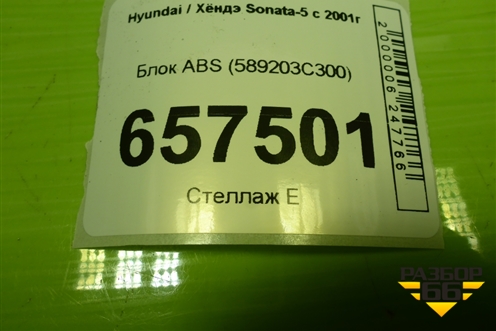 Hyundai / Хёндэ Sonata-5 с 2001г
Блок ABS (589203C300)
657501
Стеллаж E
2000006247766
РАЗБОР
66